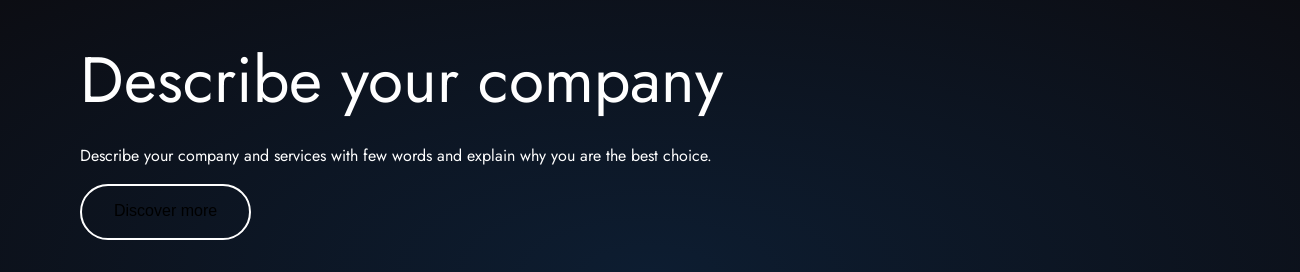 Describe your company
Describe your company and services with few words and explain why you are the best choice.
Discover more